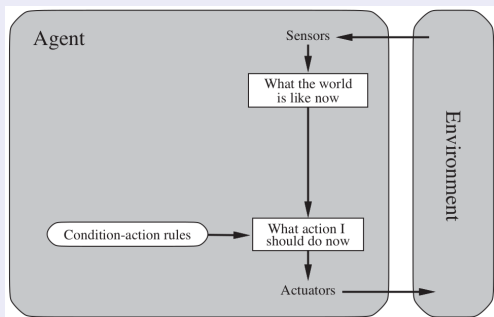 Agent
Sensors
What the world
is like now
Environment
Condition-action rules
What action I
should do now
Actuators